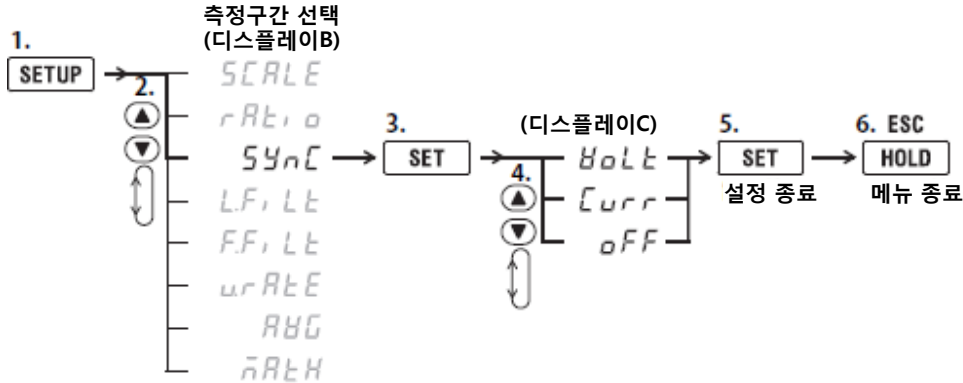 측정구간 선택
(디스플레이B)
1.
SETUP
2.
SCALE
rAtio
SYnC
L.FiLt
F.FiLt
u.rAtE
AVG
mAtH
3.
SET
(디스플레이C)
4.
VoLt
Curr
oFF
5.
SET
설정 종료
6. ESC
HOLD
메뉴 종료